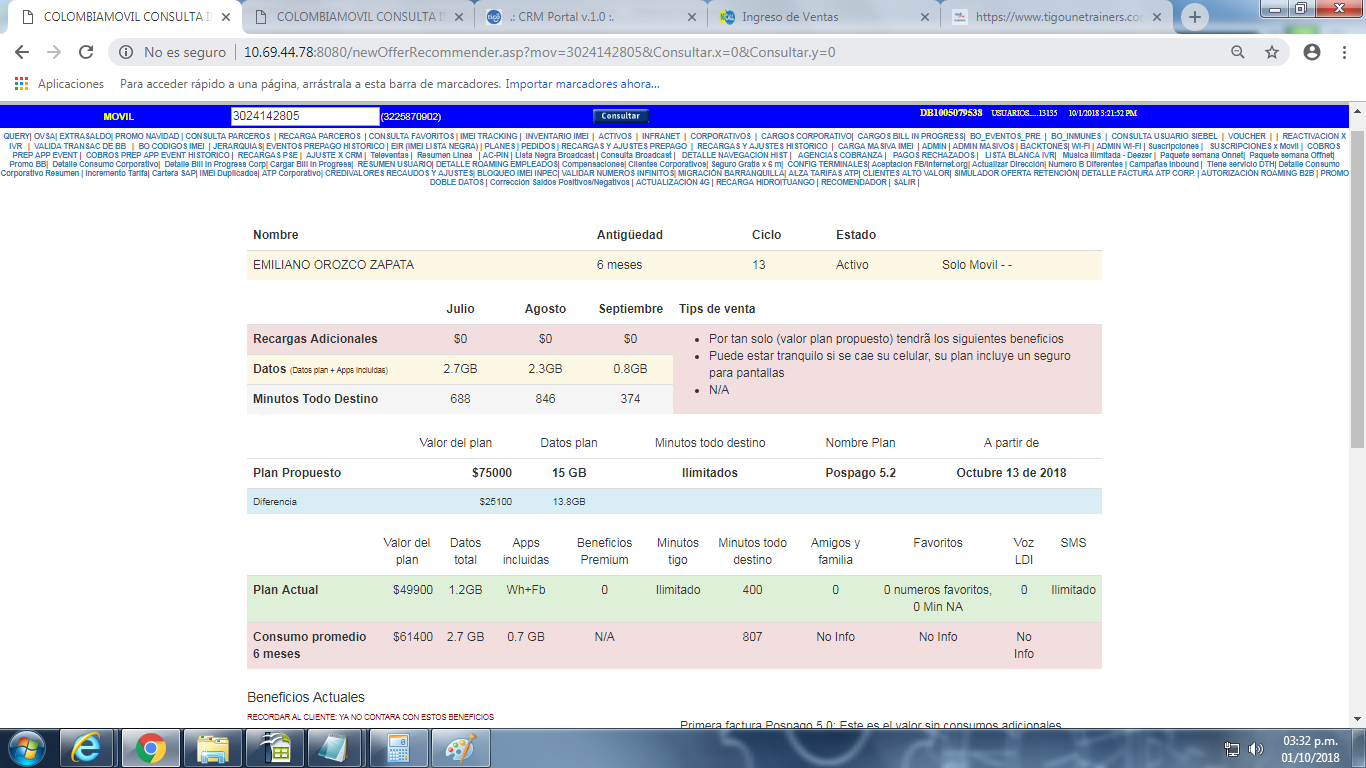 COLOMBIAMOVIL CONSULTA I
COLOMBIAMOVIL CONSULTA I
.: CRM Portal v.1.0 :.
Ingreso de Ventas
https://www.tigounetrainers.co
No es seguro | 10.69.44.78:8080/newOfferRecommender.asp?mov=3024142805&Consultar.x=0&Consultar.y=0
Aplicaciones Para acceder rápido a una página, arrástrala a esta barra de marcadores. Importar marcadores ahora...
MOVIL 3024142805 (3225870902) Consultar DB1005079538 USUARIOS.....13135 10/1/2018 3:21:52 PM
QUERY| OVSA| EXTRASALDO| PROMO NAVIDAD | CONSULTA PARCEROS | RECARGA PARCEROS | CONSULTA FAVORITOS | IMEI TRACKING | INVENTARIO IMEI | ACTIVOS | INFRANET | CORPORATIVOS | CARGOS CORPORATIVO| CARGOS BILL IN PROGRESS| BO_EVENTOS_PRE | BO_INMUNES | CONSULTA USUARIO SIEBEL | VOUCHER | | REACTIVACION X
IVR | VALIDA TRANSAC DE BB | BO CODIGOS IMEI | JERARQUIAS| EVENTOS PREPAGO HISTORICO | EIR (IMEI LISTA NEGRA) | PLANES | PEDIDOS | RECARGAS Y AJUSTES PREPAGO | RECARGAS Y AJUSTES HISTORICO | CARGA MASIVA IMEI | ADMIN | ADMIN MASIVOS | BACKTONES| WI-FI | ADMIN WI-FI | Suscripciones | SUSCRIPCIONES x Movil | COBROS
PREP APP EVENT | COBROS PREP APP EVENT HISTORICO | RECARGAS PSE | AJUSTE X CRM | Televentas | Resumen Linea | AC-PIN | Lista Negra Broadcast | Consulta Broadcast | DETALLE NAVEGACION HIST | AGENCIAS COBRANZA | PAGOS RECHAZADOS | LISTA BLANCA IVR| Música Ilimitada - Deezer | Paquete semana Onnet| Paquete semana Offnet|
Promo BB| Detalle Consumo Corporativo| Detalle Bill In Progress Corp| Cargar Bill In Progress| RESUMEN USUARIO| DETALLE ROAMING EMPLEADOS| Compensaciones| Clientes Corporativos| Seguro Gratis x 6 m| CONFIG TERMINALES| Aceptacion FB/Internet.org| Actualizar Dirección| Numero B Diferentes | Campañas Inbound | Tiene servicio DTH| Detalle Consumo
Corporativo Resumen | Incremento Tarifa| Cartera SAP| IMEI Duplicados| ATP Corporativo| CREDIVALORES RECAUDOS Y AJUSTES| BLOQUEO IMEI INPEC| VALIDAR NUMEROS INFINITOS| MIGRACIÓN BARRANQUILLA| ALZA TARIFAS ATP| CLIENTES ALTO VALOR| SIMULADOR OFERTA RETENCIÓN| DETALLE FACTURA ATP CORP. | AUTORIZACIÓN ROAMING B2B | PROMO
DOBLE DATOS | Corrección Saldos Positivos/Negativos | ACTUALIZACIÓN 4G | RECARGA HIDROITUANGO | RECOMENDADOR | SALIR |
Nombre Antigüedad Ciclo Estado
EMILIANO OROZCO ZAPATA 6 meses 13 Activo Solo Movil - -
Julio Agosto Septiembre Tips de venta
Recargas Adicionales $0 $0 $0
• Por tan solo (valor plan propuesto) tendrã los siguientes beneficios
• Puede estar tranquilo si se cae su celular, su plan incluye un seguro
para pantallas
• N/A
Datos (Datos plan + Apps Incluidas) 2.7GB 2.3GB 0.8GB
Minutos Todo Destino 688 846 374
Valor del plan Datos plan Minutos todo destino Nombre Plan A partir de
Plan Propuesto $75000 15 GB Ilimitados Pospago 5.2 Octubre 13 de 2018
Diferencia $25100 13.8GB
Valor del Datos Apps Beneficios Minutos Minutos todo Amigos y Favoritos Voz SMS
plan total incluidas Premium tigo destino familia LDI
Plan Actual $49900 1.2GB Wh+Fb 0 Ilimitado 400 0 0 numeros favoritos, 0 Ilimitado
0 Min NA
Consumo promedio $61400 2.7 GB 0.7 GB N/A 807 No Info No Info No
6 meses Info
Beneficios Actuales
RECORDAR AL CLIENTE: YA NO CONTARA CON ESTOS BENEFICIOS
Primera factura Pospago 5.0: Este es el valor sin consumos adicionales
03:32 p.m.
01/10/2018